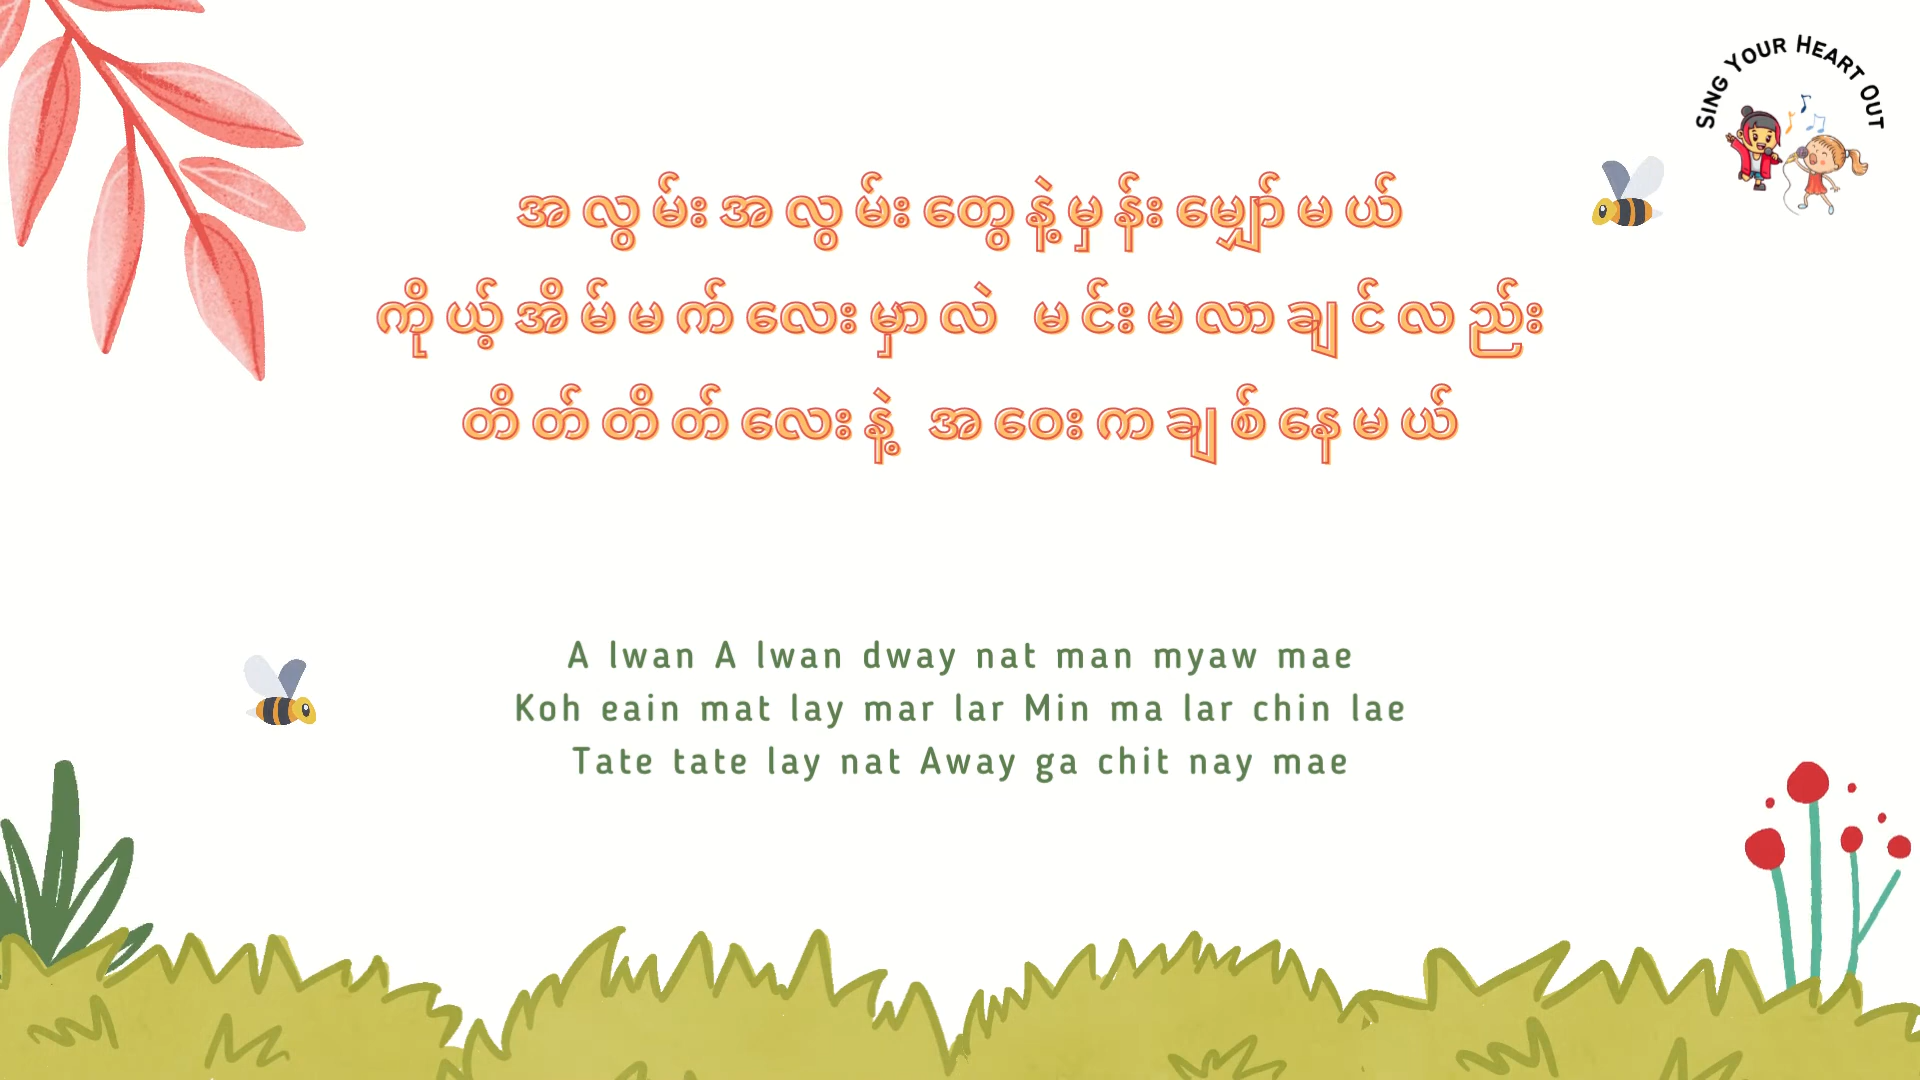 SING YOUR HEART OUT
အလွမ်းအလွမ်းတွေနဲ့မှန်းမျှော်မယ်
ကိုယ့်အိမ်မက်လေးမှာလဲ မင်းမလာချင်လည်း
တိတ်တိတ်လေးနဲ့ အဝေးကချစ်နေမယ်
A lwan A lwan dway nat man myaw mae
Koh eain mat lay mar lar Min ma lar chin lae
Tate tate lay nat Away ga chit nay mae